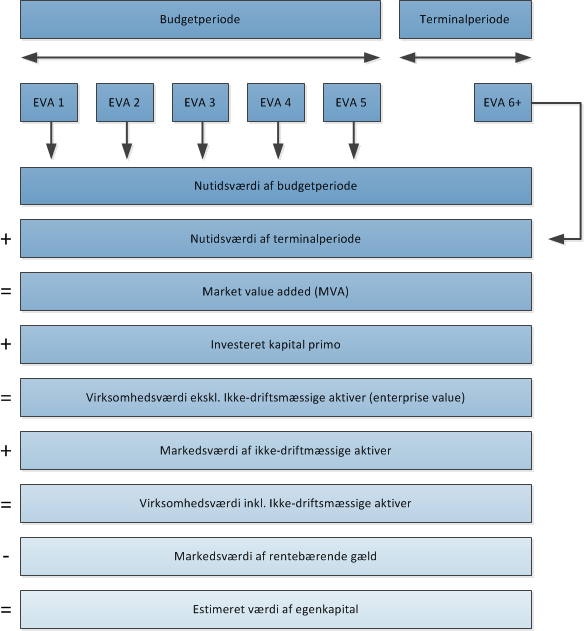 Budgetperiode Terminalperiode
EVA 1 EVA 2 EVA 3 EVA 4 EVA 5 EVA 6+
Nutidsværdi af budgetperiode
+ Nutidsværdi af terminalperiode
= Market value added (MVA)
+ Investeret kapital primo
= Virksomhedsværdi ekskl. Ikke-driftsmæssige aktiver (enterprise value)
+ Markedsværdi af ikke-driftmæssige aktiver
= Virksomhedsværdi inkl. Ikke-driftsmæssige aktiver
- Markedsværdi af rentebærende gæld
= Estimeret værdi af egenkapital